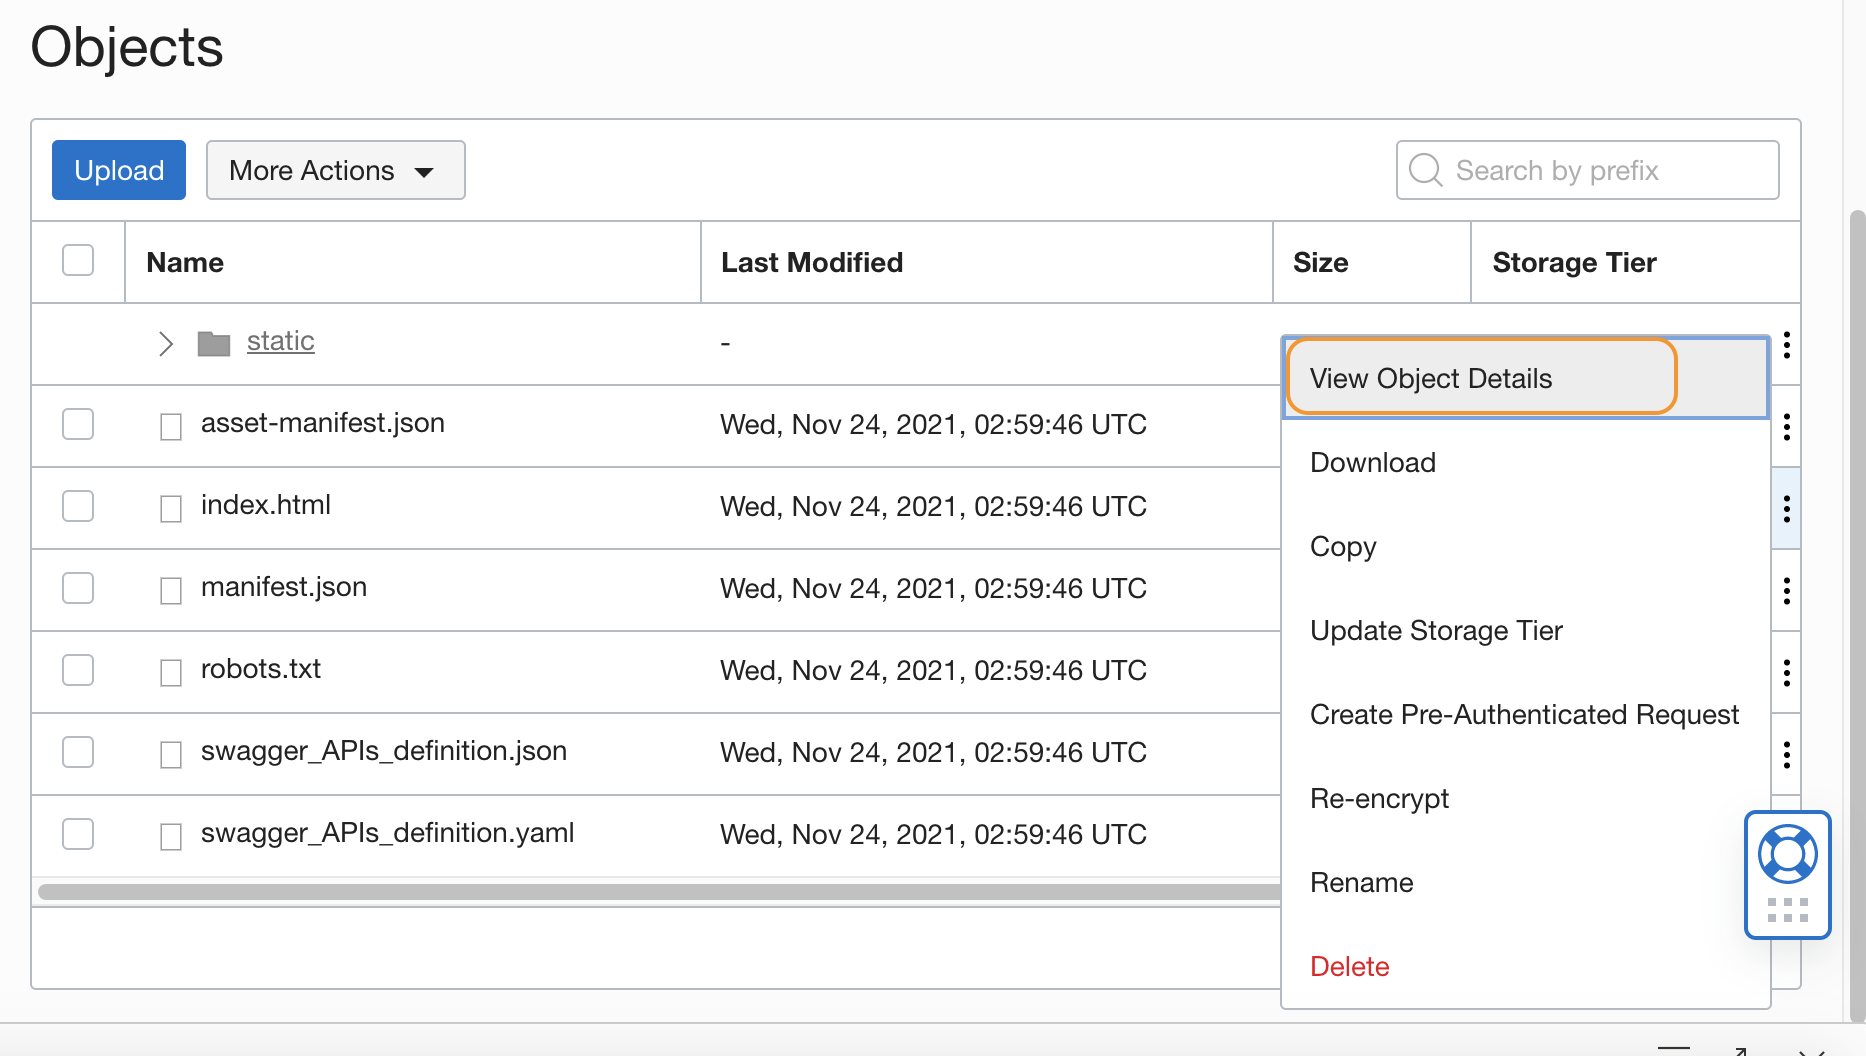 Objects
Upload
More Actions
Search by prefix
Name Last Modified Size Storage Tier
static -
asset-manifest.json Wed, Nov 24, 2021, 02:59:46 UTC
index.html Wed, Nov 24, 2021, 02:59:46 UTC
manifest.json Wed, Nov 24, 2021, 02:59:46 UTC
robots.txt Wed, Nov 24, 2021, 02:59:46 UTC
swagger_APIs_definition.json Wed, Nov 24, 2021, 02:59:46 UTC
swagger_APIs_definition.yaml Wed, Nov 24, 2021, 02:59:46 UTC
View Object Details
Download
Copy
Update Storage Tier
Create Pre-Authenticated Request
Re-encrypt
Rename
Delete